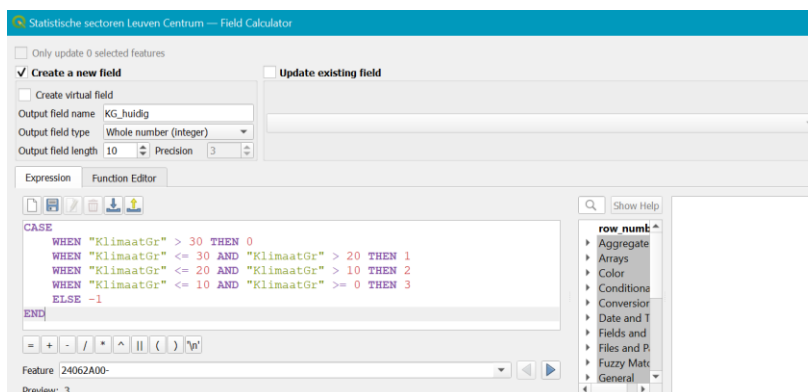 Statistische sectoren Leuven Centrum — Field Calculator
Only update 0 selected features
Create a new field
Update existing field
Create virtual field
Output field name KG_huidig
Output field type Whole number (integer)
Output field length 10 Precision 3
Expression Function Editor
Show Help
CASE
WHEN "KlimaatGr" > 30 THEN 0
WHEN "KlimaatGr" <= 30 AND "KlimaatGr" > 20 THEN 1
WHEN "KlimaatGr" <= 20 AND "KlimaatGr" > 10 THEN 2
WHEN "KlimaatGr" <= 10 AND "KlimaatGr" >= 0 THEN 3
ELSE -1
END
row_numb
Aggregate
Arrays
Color
Conditiona
Conversion
Date and T
Fields and
Files and P
Fuzzy Matc
General
= + - / * ^ || ( ) '\n'
Feature 24062A00-
Preview: 3